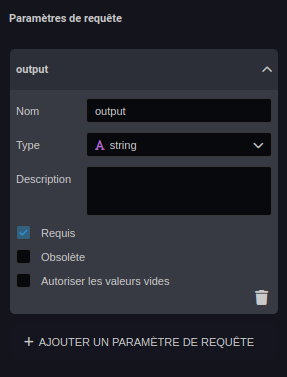 Paramètres de requête
output
Nom
output
Type
A string
Description
Requis
Obsolète
Autoriser les valeurs vides
+ AJOUTER UN PARAMÈTRE DE REQUÊTE